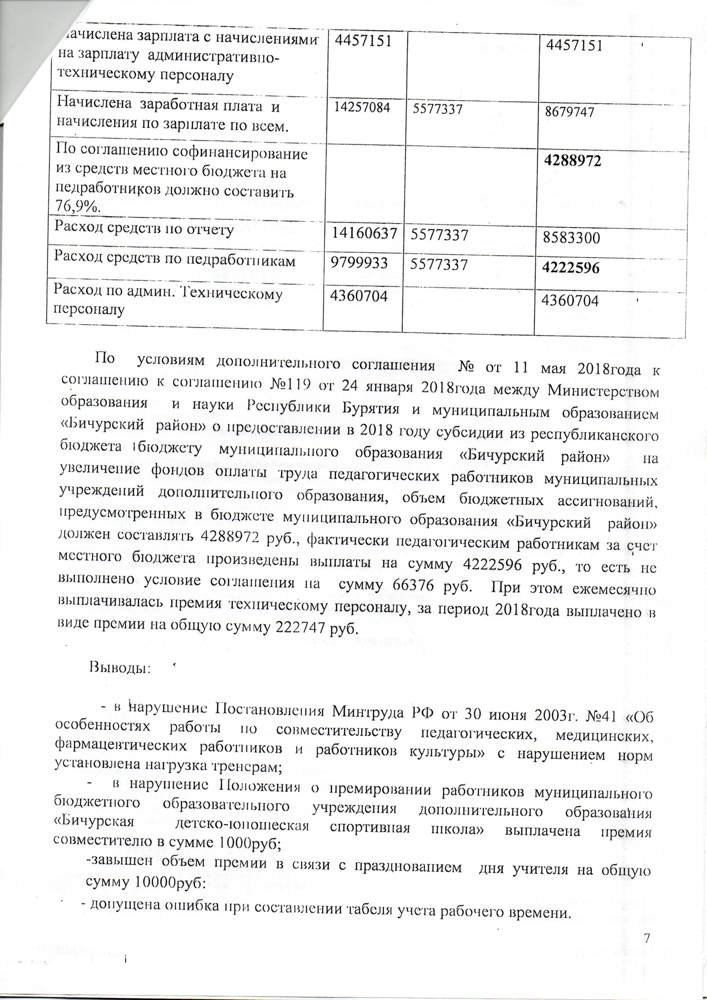 начислена зарплата с начислениями 4457151 4457151
на зарплату административно-
техническому персоналу
Начислена заработная плата и 14257084 5577337 8679747
начисления по зарплате по всем.
По соглашению софинансирование 4288972
из средств местного бюджета на
педработников должно составить
76,9%.
Расход средств по отчету 14160637 5577337 8583300
Расход средств по педработникам 9799933 5577337 4222596
Расход по админ. Техническому 4360704 4360704
персоналу
По условиям дополнительного соглашения № от 11 мая 2018года к
соглашению к соглашению №119 от 24 января 2018года между Министерством
образования и науки Республики Бурятия и муниципальным образованием
«Бичурский район» о предоставлении в 2018 году субсидии из республиканского
бюджета бюджету муниципального образования «Бичурский район» на
увеличение фондов оплаты труда педагогических работников муниципальных
учреждений дополнительного образования, объем бюджетных ассигнований,
предусмотренных в бюджете муниципального образования «Бичурский район»
должен составлять 4288972 руб., фактически педагогическим работникам за счет
местного бюджета произведены выплаты на сумму 4222596 руб., то есть не
выполнено условие соглашения на сумму 66376 руб. При этом ежемесячно
выплачивалась премия техническому персоналу, за период 2018года выплачено в
виде премии на общую сумму 222747 руб.
Выводы:
- в нарушение Постановления Минтруда РФ от 30 июня 2003г. №41 «Об
особенностях работы по совместительству педагогических, медицинских,
фармацевтических работников и работников культуры» с нарушением норм
установлена нагрузка тренерам;
- в нарушение Положения о премировании работников муниципального
бюджетного образовательного учреждения дополнительного образования
«Бичурская детско-юношеская спортивная школа» выплачена премия
совместителю в сумме 1000руб;
-завышен объем премии в связи с празднованием дня учителя на общую
сумму 10000руб:
- допущена ошибка при составлении табеля учета рабочего времени.
7